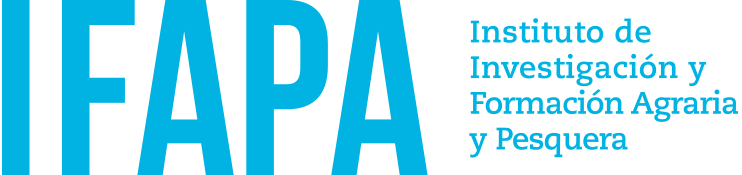 IFAPA
Instituto de
Investigación y
Formación Agraria
y Pesquera